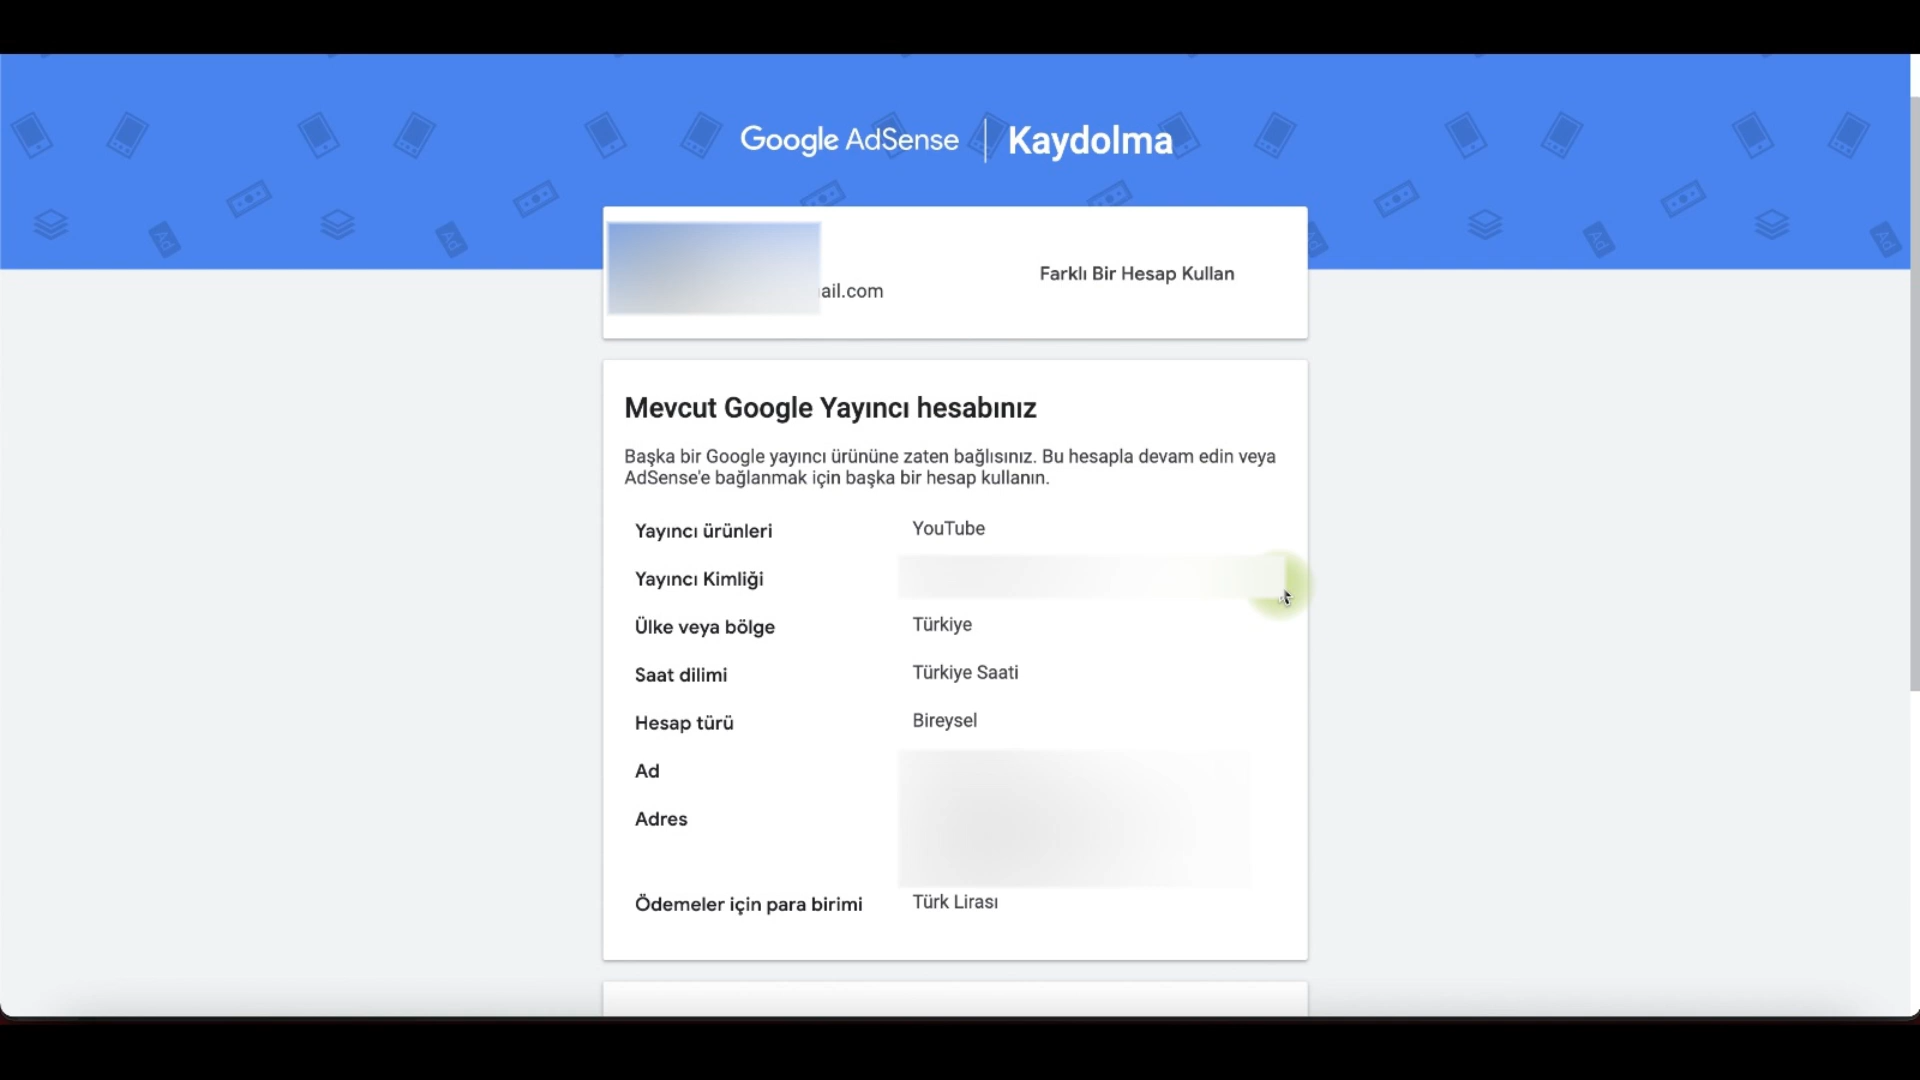 Google AdSense Kaydolma
ail.com
Farklı Bir Hesap Kullan
Mevcut Google Yayıncı hesabınız
Başka bir Google yayıncı ürününe zaten bağlısınız. Bu hesapla devam edin veya
AdSense'e bağlanmak için başka bir hesap kullanın.
Yayıncı ürünleri YouTube
Yayıncı Kimliği
Ülke veya bölge Türkiye
Saat dilimi Türkiye Saati
Hesap türü Bireysel
Ad
Adres
Ödemeler için para birimi Türk Lirası